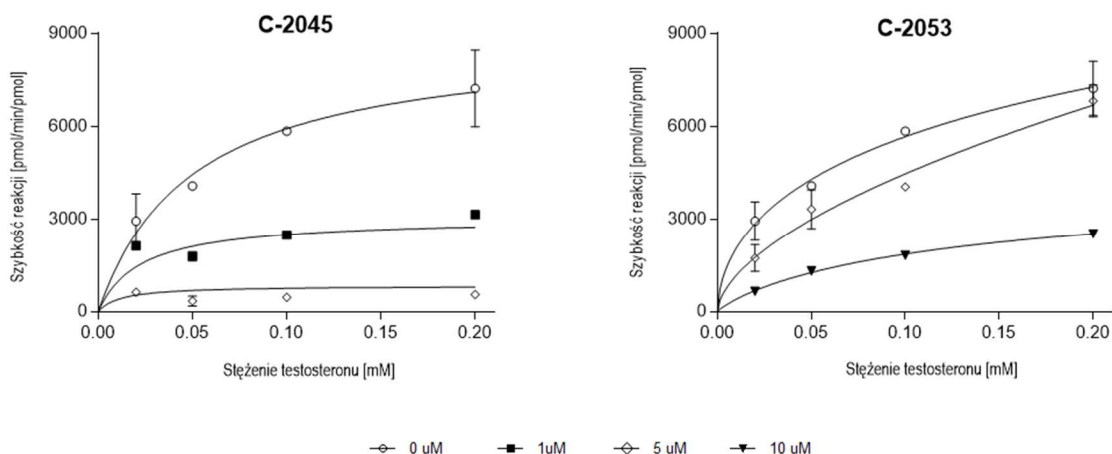 C-2045
Szybkość reakcji [pmol/min/pmol]
9000
6000
3000
0
0.00 0.05 0.10 0.15 0.20
Stężenie testosteronu [mM]
C-2053
Szybkość reakcji [pmol/min/pmol]
9000
6000
3000
0
0.00 0.05 0.10 0.15 0.20
Stężenie testosteronu [mM]
0 uM 1uM 5 uM 10 uM